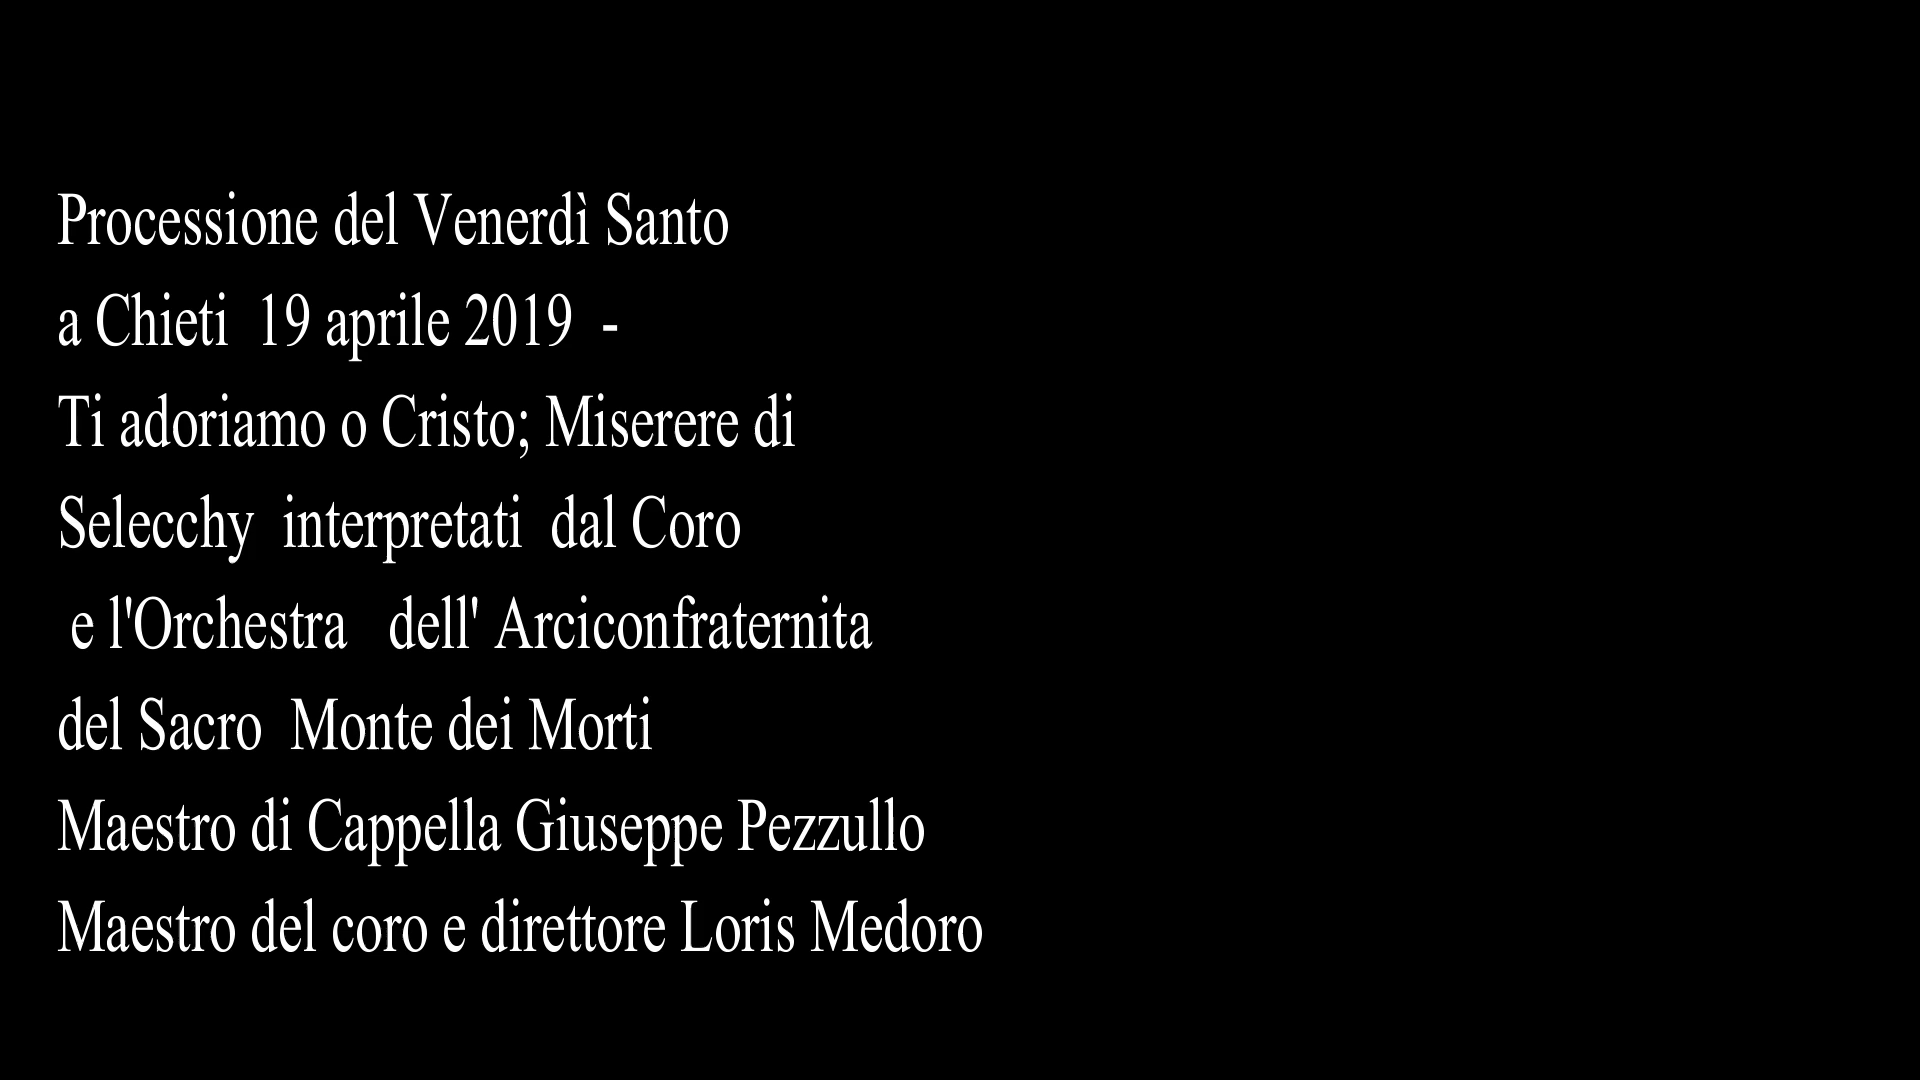 Processione del Venerdì Santo
a Chieti  19 aprile 2019  -
Ti adoriamo o Cristo; Miserere di
Selecchy  interpretati  dal Coro
 e l'Orchestra   dell' Arciconfraternita
del Sacro  Monte dei Morti
Maestro di Cappella Giuseppe Pezzullo
Maestro del coro e direttore Loris Medoro